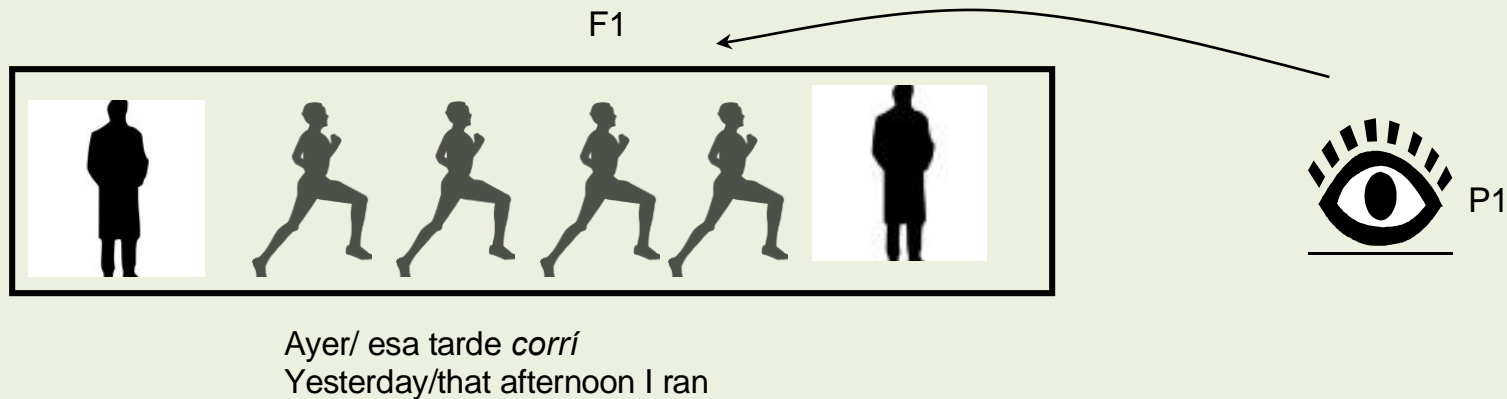 F1
P1
Ayer/ esa tarde corrí
Yesterday/that afternoon I ran